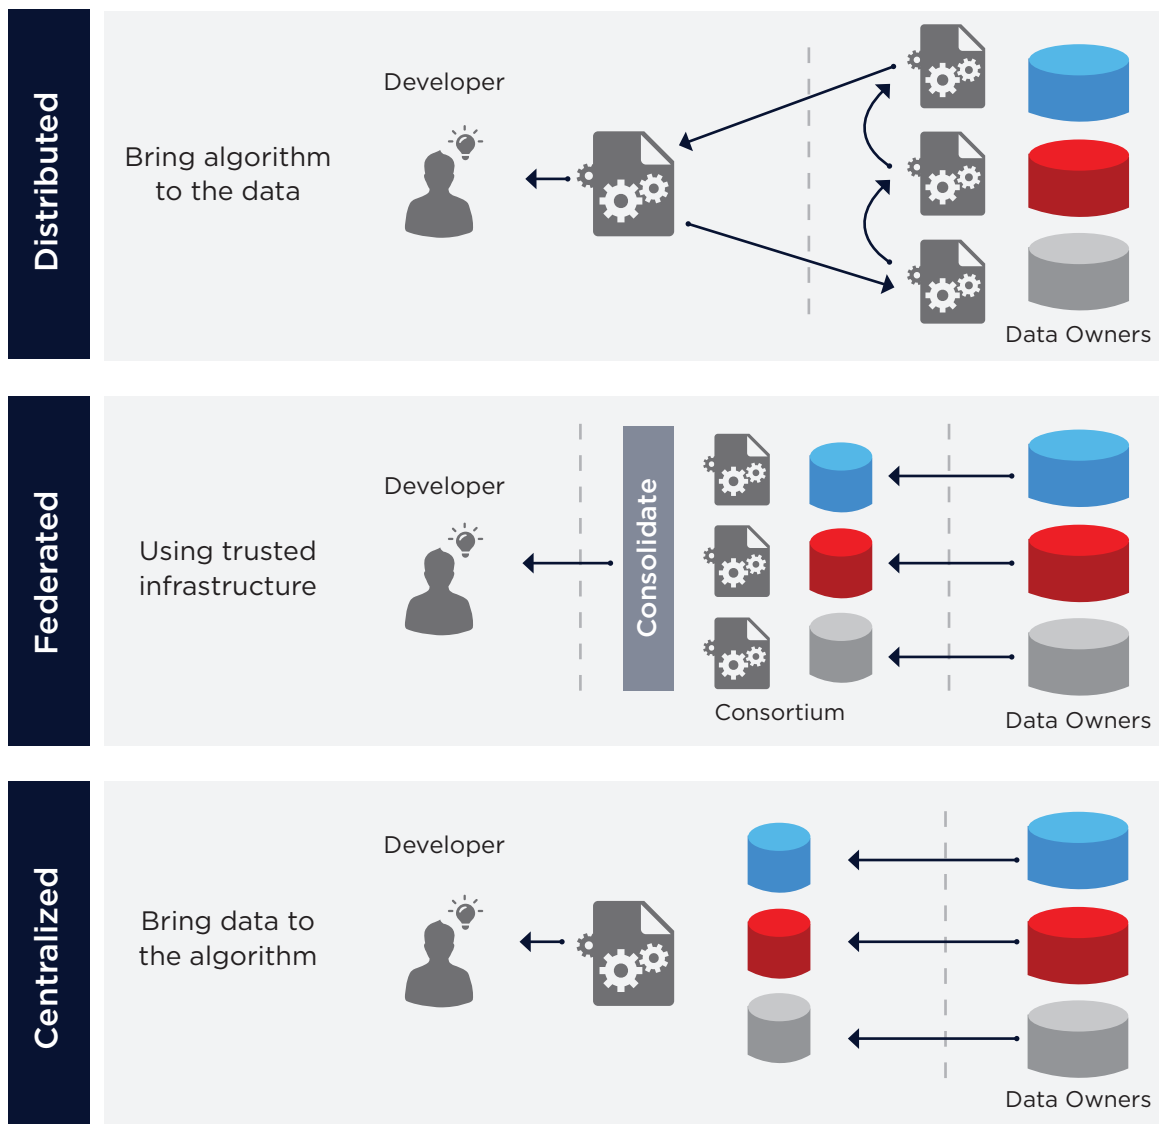 Distributed
Bring algorithm
to the data
Developer
Data Owners
Federated
Using trusted
infrastructure
Developer
Consolidate
Consortium
Data Owners
Centralized
Bring data to
the algorithm
Developer
Data Owners